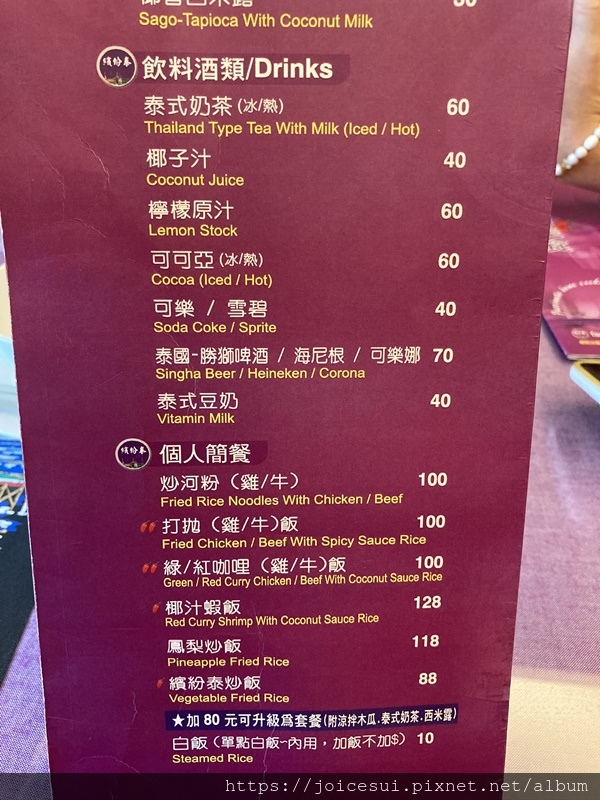 Sago-Tapioca With Coconut Milk
繽紛泰
飲料酒類/Drinks
泰式奶茶 (冰/熱) 60
Thailand Type Tea With Milk (Iced / Hot)
椰子汁 40
Coconut Juice
檸檬原汁 60
Lemon Stock
可可亞 (冰/熱) 60
Cocoa (Iced / Hot)
可樂 / 雪碧 40
Soda Coke / Sprite
泰國-勝獅啤酒 / 海尼根 / 可樂娜 70
Singha Beer / Heineken / Corona
泰式豆奶 40
Vitamin Milk
繽紛泰
個人簡餐
炒河粉 (雞/牛) 100
Fried Rice Noodles With Chicken / Beef
打拋 (雞/牛)飯 100
Fried Chicken / Beef With Spicy Sauce Rice
綠/紅咖哩 (雞/牛)飯 100
Green / Red Curry Chicken / Beef With Coconut Sauce Rice
椰汁蝦飯 128
Red Curry Shrimp With Coconut Sauce Rice
鳳梨炒飯 118
Pineapple Fried Rice
繽紛泰炒飯 88
Vegetable Fried Rice
★加 80 元可升級為套餐(附涼拌木瓜.泰式奶茶.西米露)
白飯 (單點白飯~內用, 加飯不加$) 10
Steamed Rice
https://joicesui.pixnet.net/album